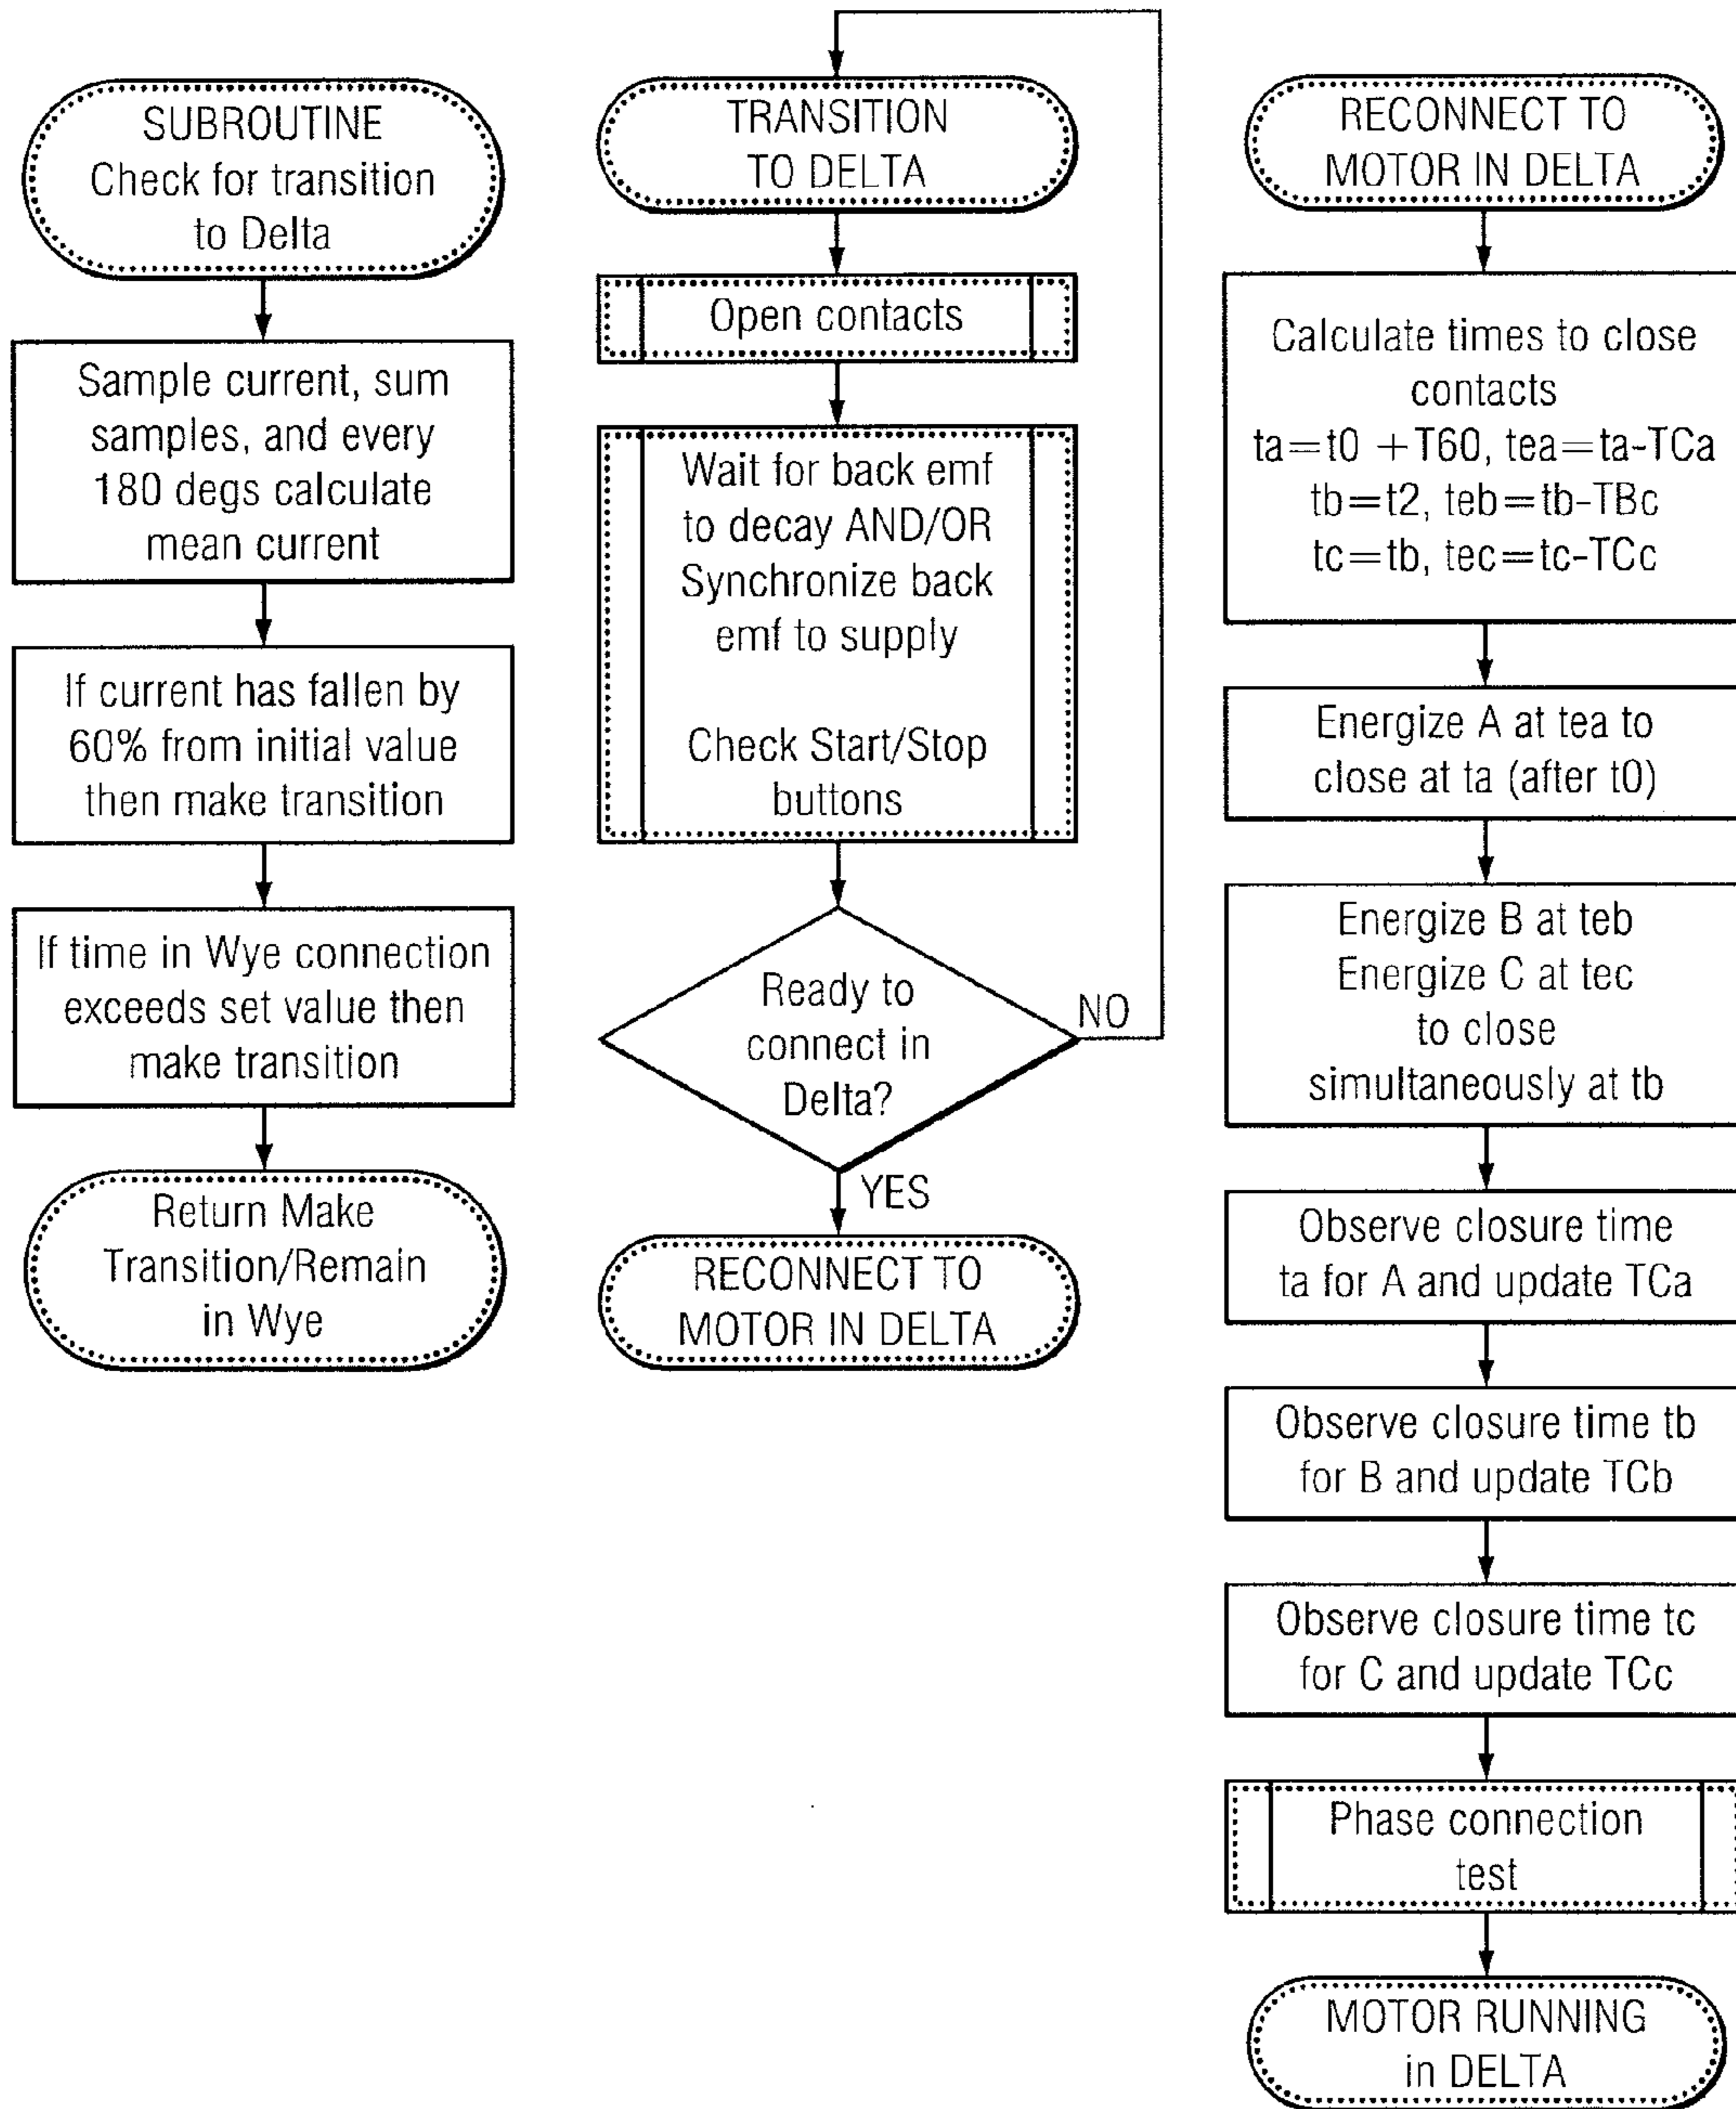 SUBROUTINE
Check for transition
to Delta
Sample current, sum
samples, and every
180 degs calculate
mean current
If current has fallen by
60% from initial value
then make transition
If time in Wye connection
exceeds set value then
make transition
Return Make
Transition/Remain
in Wye
TRANSITION
TO DELTA
Open contacts
Wait for back emf
to decay AND/OR
Synchronize back
emf to supply
Check Start/Stop
buttons
Ready to
connect in
Delta?
NO
YES
RECONNECT TO
MOTOR IN DELTA
RECONNECT TO
MOTOR IN DELTA
Calculate times to close
contacts
ta=t0 +T60, tea=ta-TCa
tb=t2, teb=tb-TBc
tc=tb, tec=tc-TCc
Energize A at tea to
close at ta (after t0)
Energize B at teb
Energize C at tec
to close
simultaneously at tb
Observe closure time
ta for A and update TCa
Observe closure time tb
for B and update TCb
Observe closure time tc
for C and update TCc
Phase connection
test
MOTOR RUNNING
in DELTA